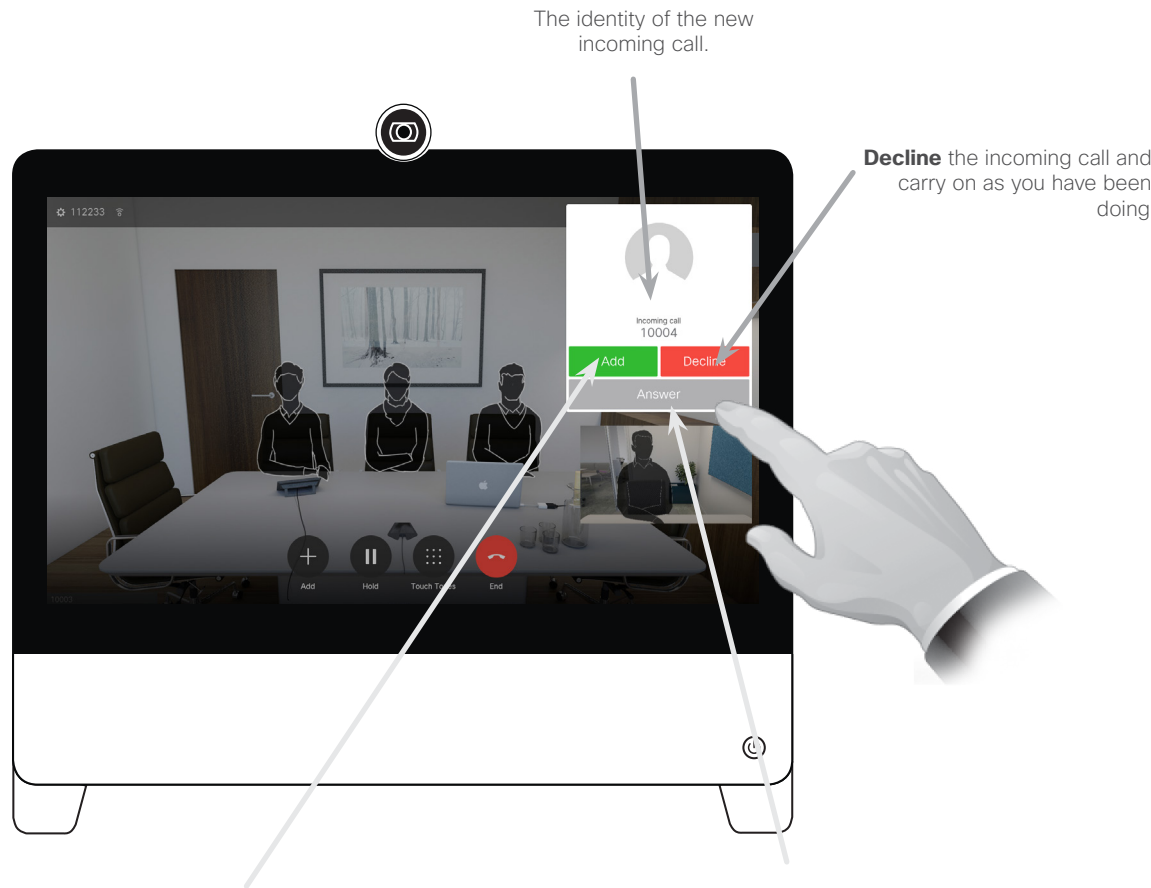 The identity of the new
incoming call.
Decline the incoming call and
carry on as you have been
doing
112233
Incoming call
10004
Add
Decline
Answer
Add
Hold
Touch Tones
End
10003